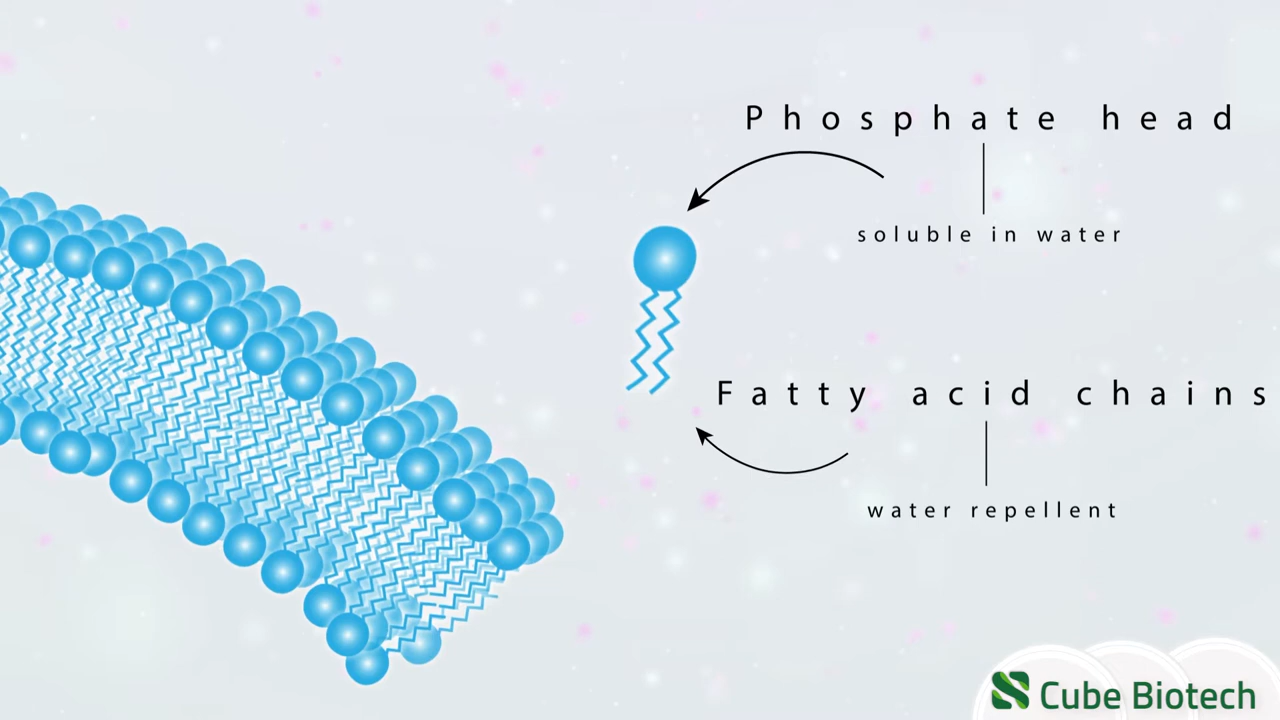 Phosphate head
soluble in water
Fatty acid chains
water repellent
Cube Biotech